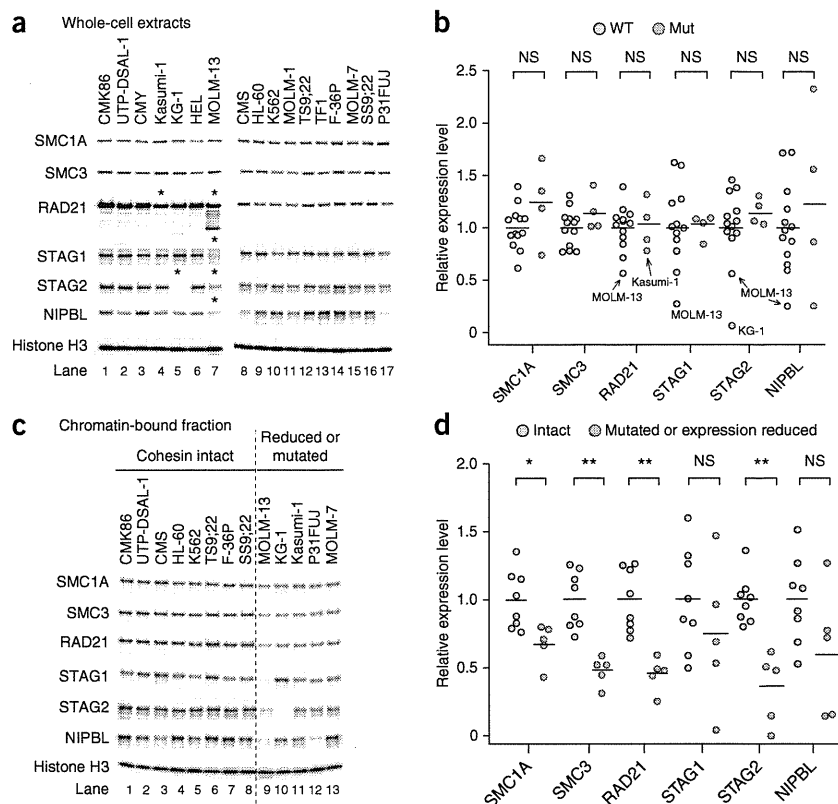 a
Whole-cell extracts
CMK86
UTP-DSAL-1
CMY
Kasumi-1
KG-1
HEL
MOLM-13
CMS
HL-60
K562
MOLM-1
TS9;22
TF1
F-36P
MOLM-7
SS9;22
P31FUJ
SMC1A
SMC3
*
RAD21
*
STAG1
* *
STAG2
*
NIPBL
Histone H3
Lane 1 2 3 4 5 6 7 8 9 10 11 12 13 14 15 16 17
b
WT Mut
NS NS NS NS NS NS
Relative expression level
2.5
2.0
1.5
1.0
0.5
0
Kasumi-1
MOLM-13
MOLM-13
MOLM-13
KG-1
SMC1A
SMC3
RAD21
STAG1
STAG2
NIPBL
c
Chromatin-bound fraction
Cohesin intact
Reduced or mutated
CMK86
UTP-DSAL-1
CMS
HL-60
K562
TS9;22
F-36P
SS9;22
MOLM-13
KG-1
Kasumi-1
P31FUJ
MOLM-7
SMC1A
SMC3
RAD21
STAG1
STAG2
NIPBL
Histone H3
Lane 1 2 3 4 5 6 7 8 9 10 11 12 13
d
Intact Mutated or expression reduced
* ** ** NS ** NS
Relative expression level
2.0
1.5
1.0
0.5
0
SMC1A
SMC3
RAD21
STAG1
STAG2
NIPBL